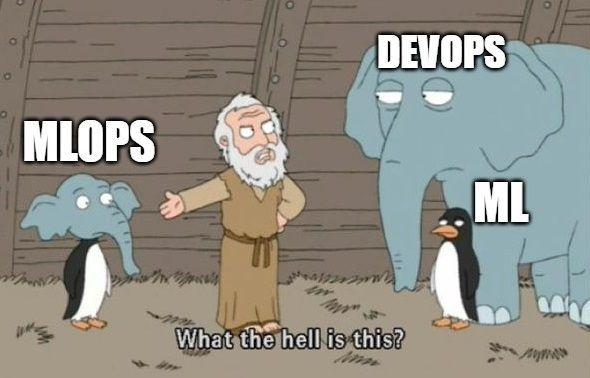 DEVOPS
MLOPS
ML
What the hell is this?